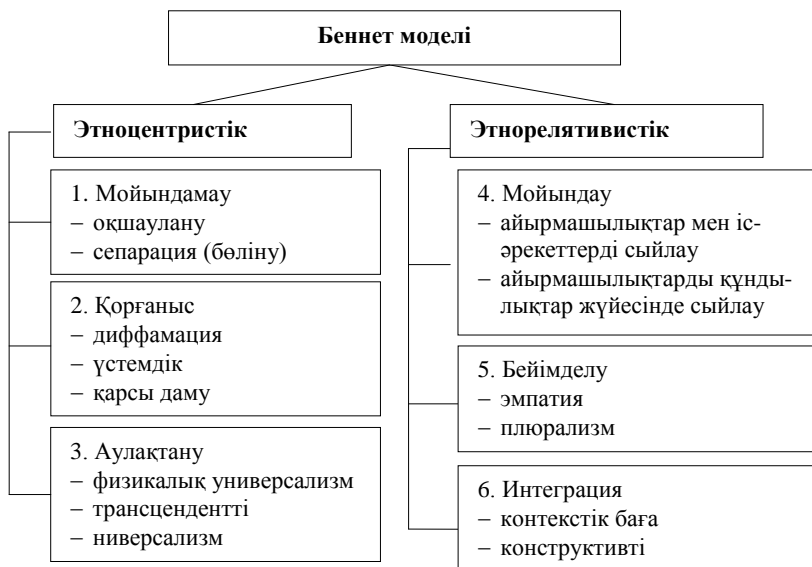 Беннет моделі
Этноцентристік
1. Мойындамау
– оқшаулану
– сепарация (бөліну)
2. Қорғаныс
– диффамация
– үстемдік
– қарсы даму
3. Аулақтану
– физикалық универсализм
– трансцендентті
– ниверсализм
Этнорелятивистік
4. Мойындау
– айырмашылықтар мен іс-
әрекеттерді сыйлау
– айырмашылықтарды құнды-
лықтар жүйесінде сыйлау
5. Бейімделу
– эмпатия
– плюрализм
6. Интеграция
– контекстік баға
– конструктивті